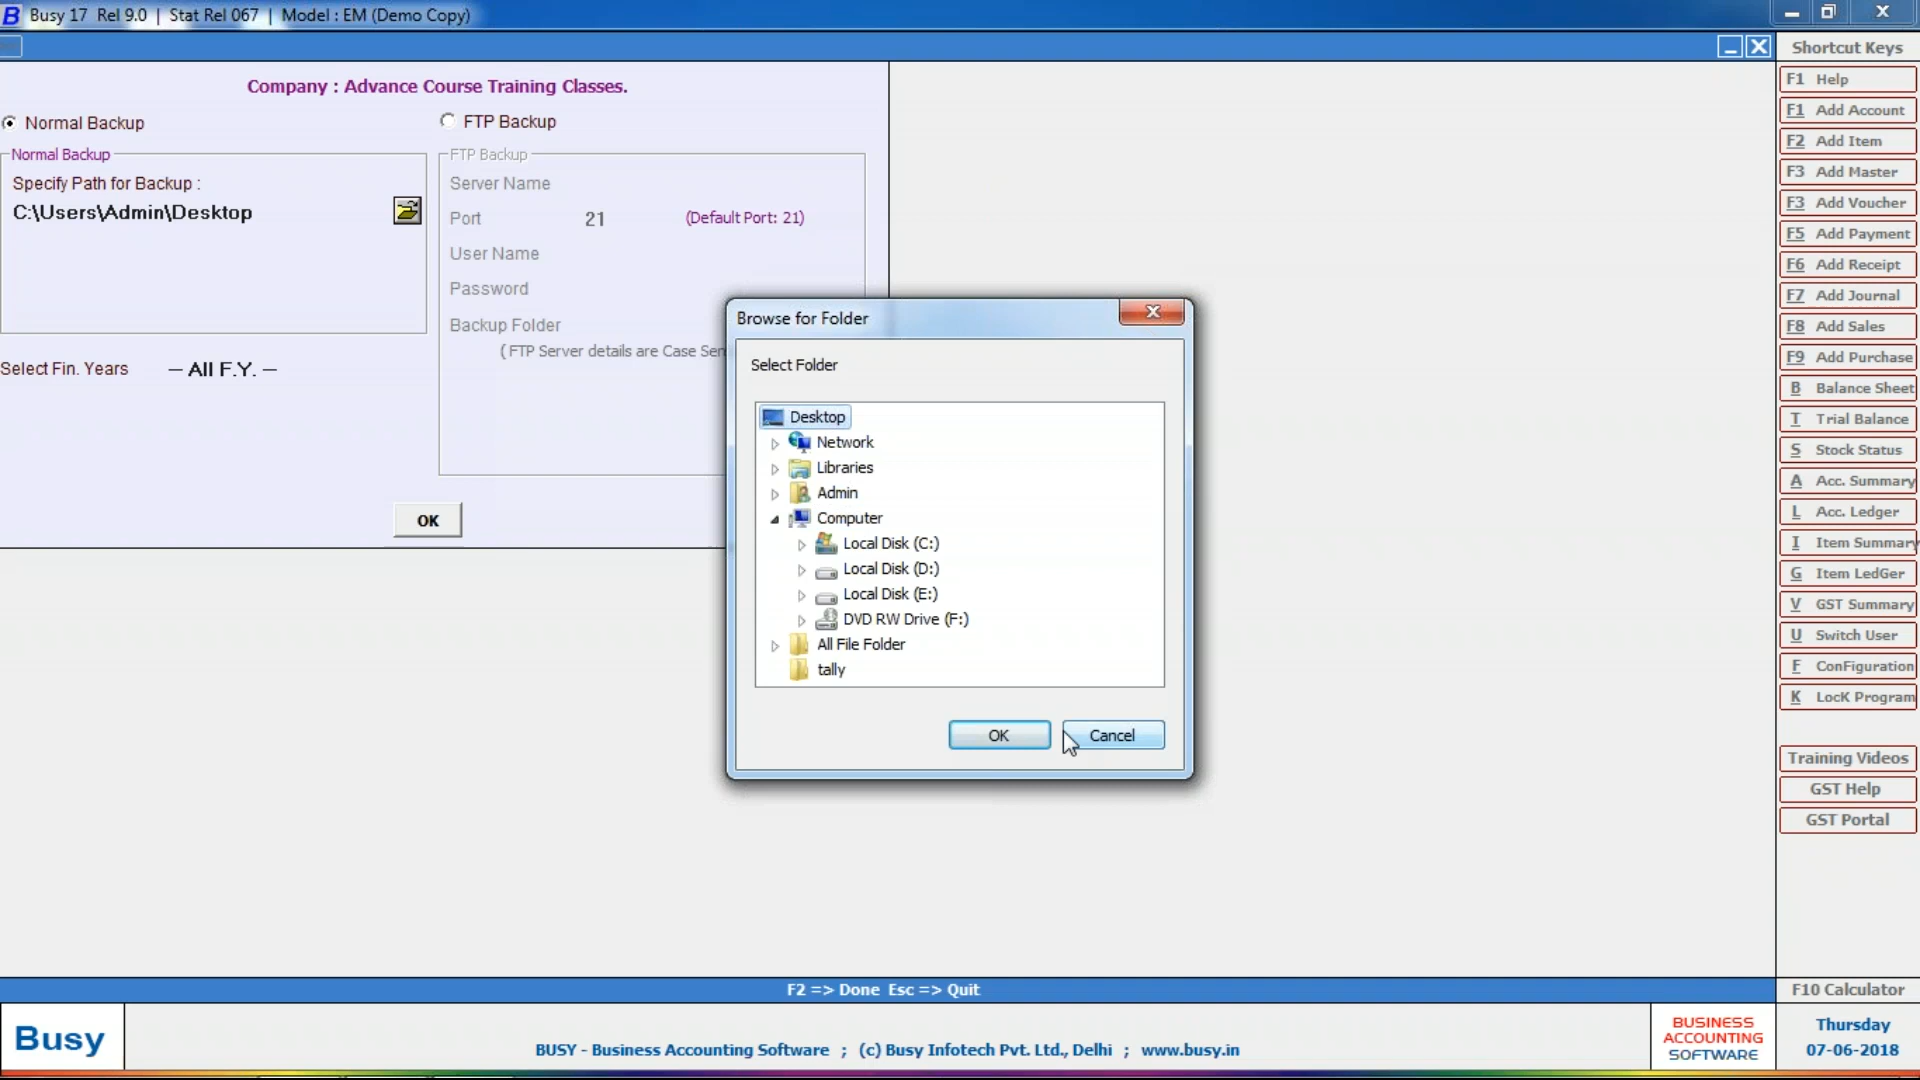 B Busy 17 Rel 9.0 | Stat Rel 067 | Model : EM (Demo Copy)
Company : Advance Course Training Classes.
Normal Backup
FTP Backup
Normal Backup
Specify Path for Backup :
C:\Users\Admin\Desktop
Select Fin. Years -- All F.Y. --
FTP Backup
Server Name
Port 21 (Default Port: 21)
User Name
Password
Backup Folder
( FTP Server details are Case Sen
OK
Browse for Folder
Select Folder
Desktop
Network
Libraries
Admin
Computer
Local Disk (C:)
Local Disk (D:)
Local Disk (E:)
DVD RW Drive (F:)
All File Folder
tally
OK
Cancel
Shortcut Keys
F1 Help
F1 Add Account
F2 Add Item
F3 Add Master
F3 Add Voucher
F5 Add Payment
F6 Add Receipt
F7 Add Journal
F8 Add Sales
F9 Add Purchase
B Balance Sheet
T Trial Balance
S Stock Status
A Acc. Summary
L Acc. Ledger
I Item Summary
G Item LedGer
V GST Summary
U Switch User
F ConFiguration
K LocK Program
Training Videos
GST Help
GST Portal
F2 => Done Esc => Quit
F10 Calculator
Busy
BUSY - Business Accounting Software ; (c) Busy Infotech Pvt. Ltd., Delhi ; www.busy.in
BUSINESS
ACCOUNTING
SOFTWARE
Thursday
07-06-2018